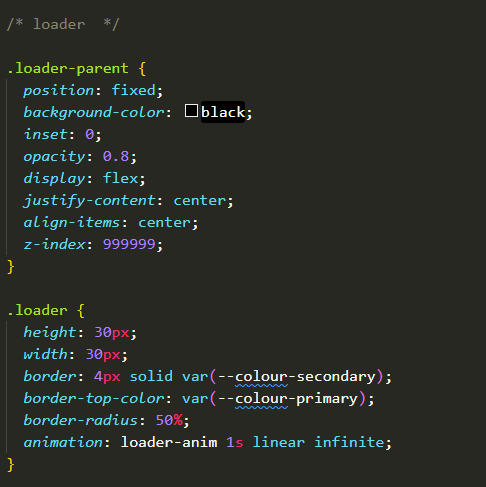 /* loader  */
.loader-parent {
position: fixed;
background-color: black;
inset: 0;
opacity: 0.8;
display: flex;
justify-content: center;
align-items: center;
z-index: 999999;
}
.loader {
height: 30px;
width: 30px;
border: 4px solid var(--colour-secondary);
border-top-color: var(--colour-primary);
border-radius: 50%;
animation: loader-anim 1s linear infinite;
}